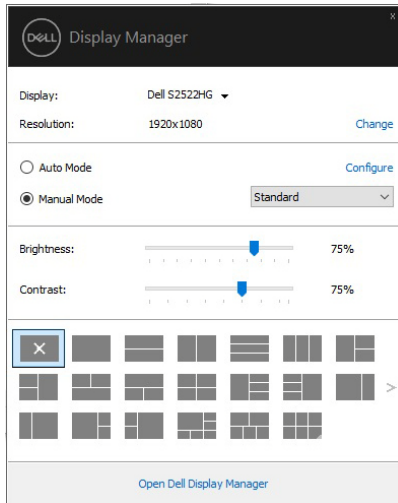 x
DELL Display Manager
Display: Dell S2522HG
Resolution: 1920x1080 Change
Auto Mode Configure
Manual Mode Standard
Brightness: 75%
Contrast: 75%
Open Dell Display Manager